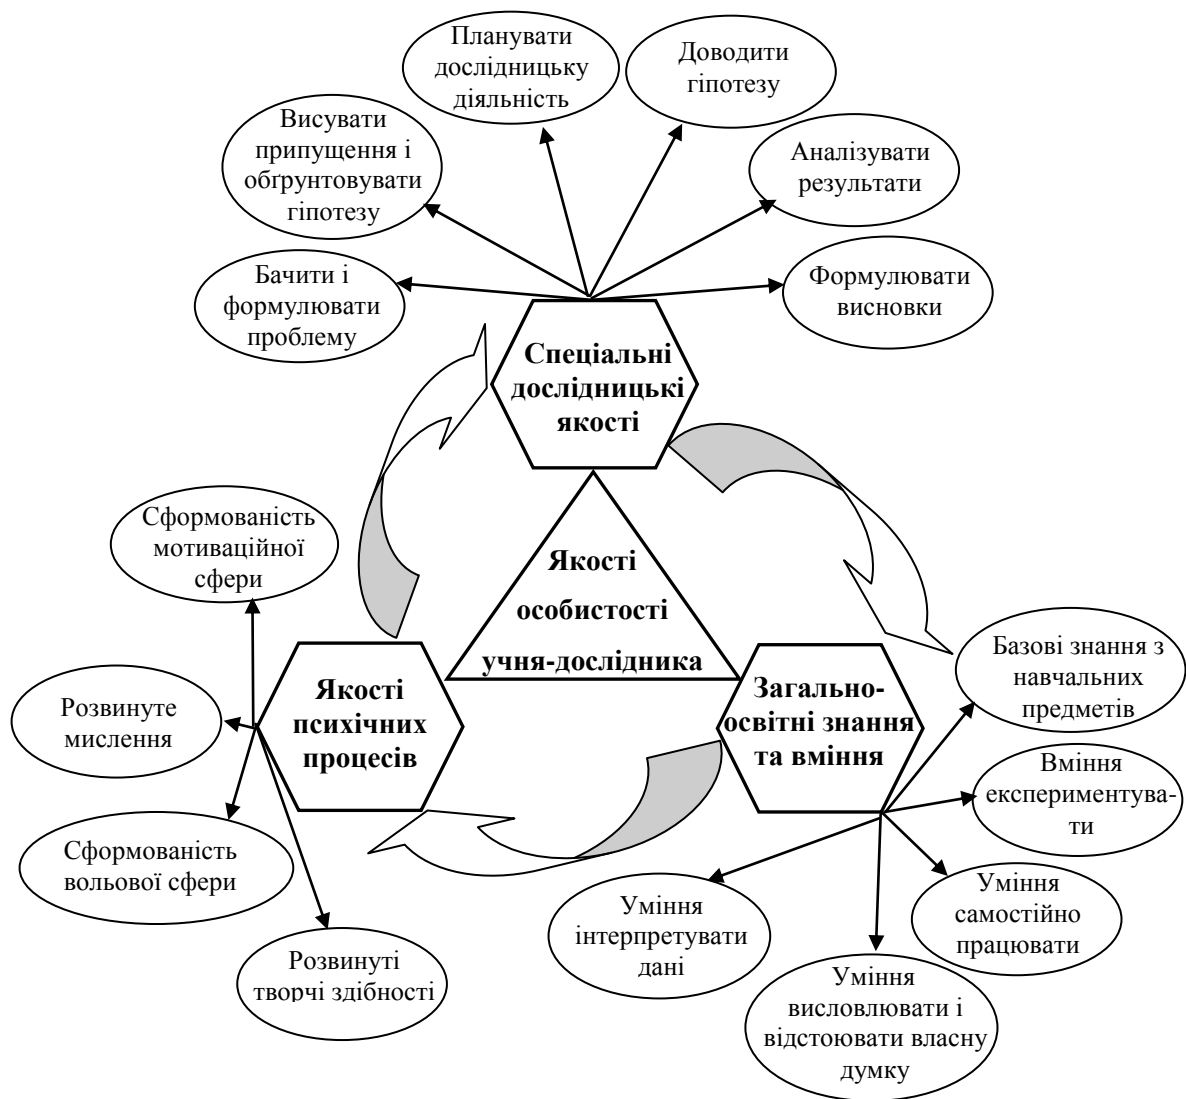 Планувати
дослідницьку
діяльність
Доводити
гіпотезу
Висувати
припущення і
обґрунтовувати
гіпотезу
Аналізувати
результати
Бачити і
формулювати
проблему
Формулювати
висновки
Спеціальні
дослідницькі
якості
Сформованість
мотиваційної
сфери
Якості
особистості
учня-дослідника
Розвинуте
мислення
Якості
психічних
процесів
Загально-
освітні знання
та вміння
Базові знання з
навчальних
предметів
Вміння
експериментува-
ти
Сформованість
вольової сфери
Уміння
самостійно
працювати
Уміння
інтерпретувати
дані
Розвинуті
творчі здібності
Уміння
висловлювати і
відстоювати власну
думку